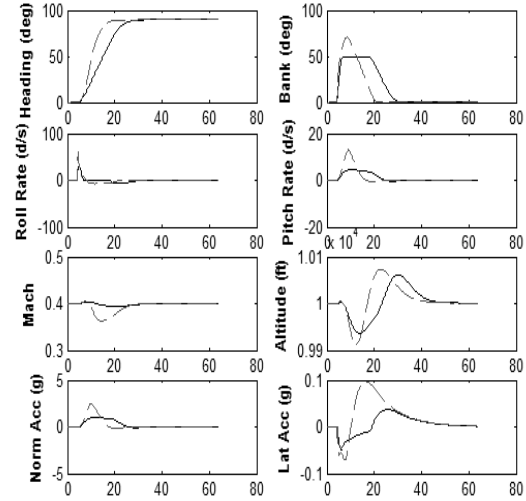 Heading (deg)
100
50
0
0 20 40 60 80
Bank (deg)
100
50
0
0 20 40 60 80
Roll Rate (d/s)
100
0
-100
0 20 40 60 80
Pitch Rate (d/s)
20
0
-20
0 20 40 60 80
Mach
0.5
0.4
0.3
0 20 40 60 80
x 10^4
Altitude (ft)
1.01
1
0.99
0 20 40 60 80
Norm Acc (g)
5
0
-5
0 20 40 60 80
Lat Acc (g)
0.1
0
-0.1
0 20 40 60 80